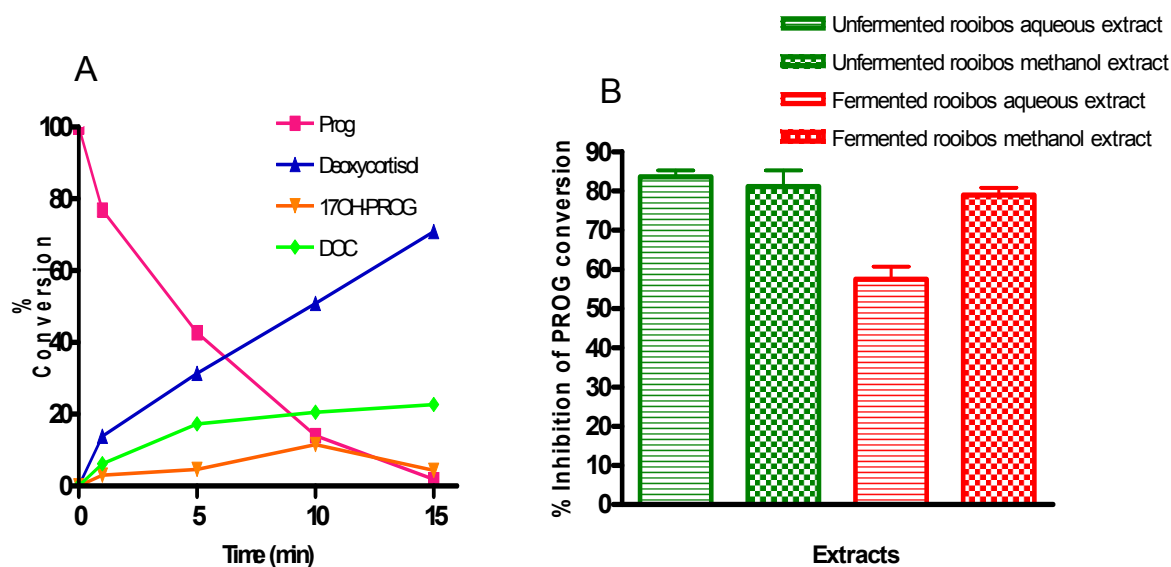 A
Prog
Deoxycortisol
17OH-PROG
DOC
% Conversion
100
80
60
40
20
0
0 5 10 15
Time (min)
Unfermented rooibos aqueous extract
Unfermented rooibos methanol extract
Fermented rooibos aqueous extract
Fermented rooibos methanol extract
B
% Inhibition of PROG conversion
90
80
70
60
50
40
30
20
10
0
Extracts